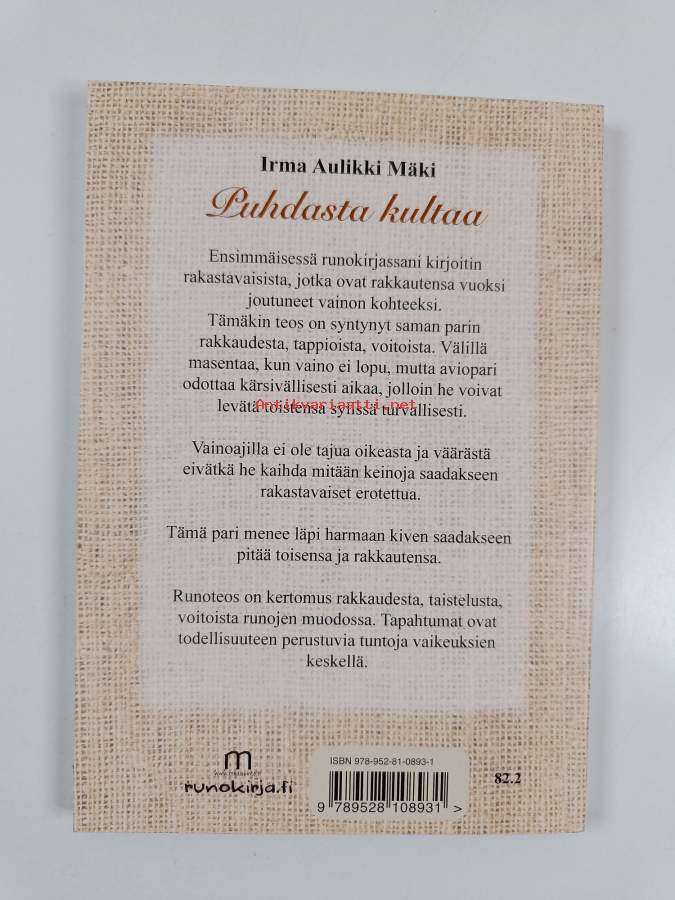 Irma Aulikki Mäki
Puhdasta kultaa
Ensimmäisessä runokirjassani kirjoitin
rakastavaisista, jotka ovat rakkautensa vuoksi
joutuneet vainon kohteeksi.
Tämäkin teos on syntynyt saman parin
rakkaudesta, tappioista, voitoista. Välillä
masentaa, kun vaino ei lopu, mutta aviopari
odottaa kärsivällisesti aikaa, jolloin he voivat
levätä toistensa sylissä turvallisesti.
Antikvariaatti.net
Vainoajilla ei ole tajua oikeasta ja väärästä
eivätkä he kaihda mitään keinoja saadakseen
rakastavaiset erotettua.
Tämä pari menee läpi harmaan kiven saadakseen
pitää toisensa ja rakkautensa.
Runoteos on kertomus rakkaudesta, taistelusta,
voitoista runojen muodossa. Tapahtumat ovat
todellisuuteen perustuvia tuntoja vaikeuksien
keskellä.
m
runokirja.fi
ISBN 978-952-81-0893-1
9 789528 108931 >
82.2